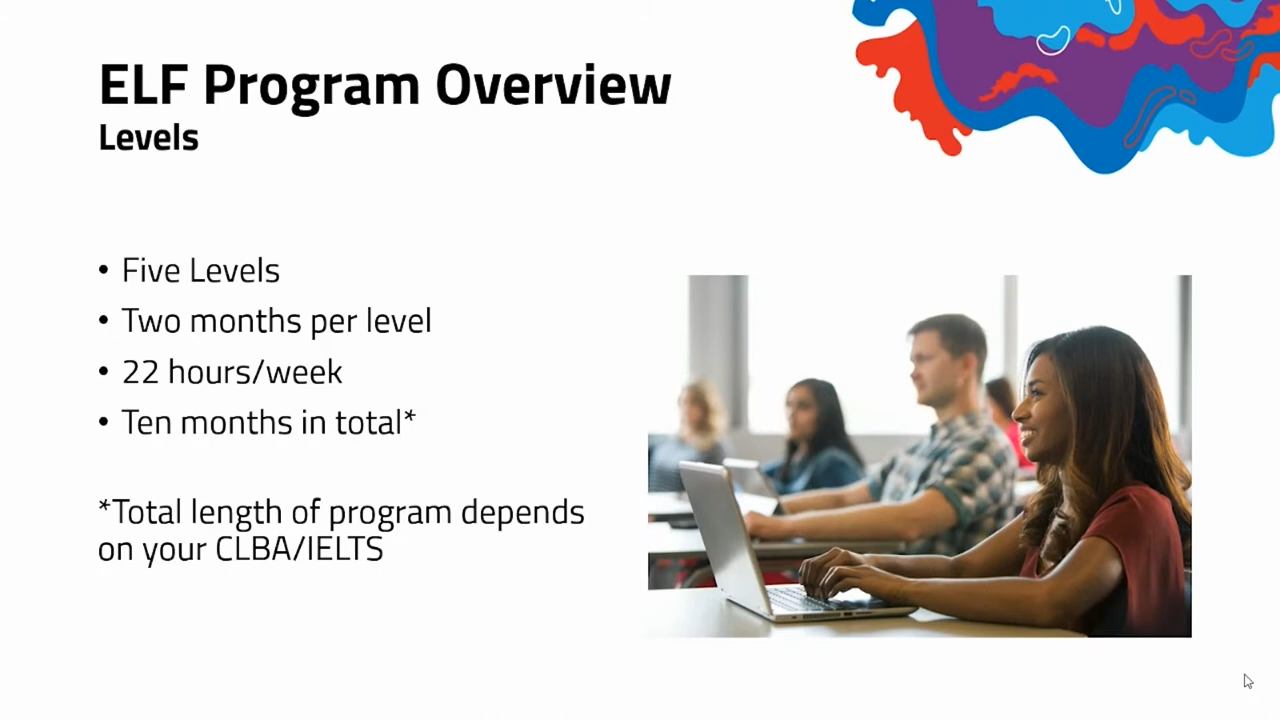 ELF Program Overview
Levels
• Five Levels
• Two months per level
• 22 hours/week
• Ten months in total*
*Total length of program depends
on your CLBA/IELTS